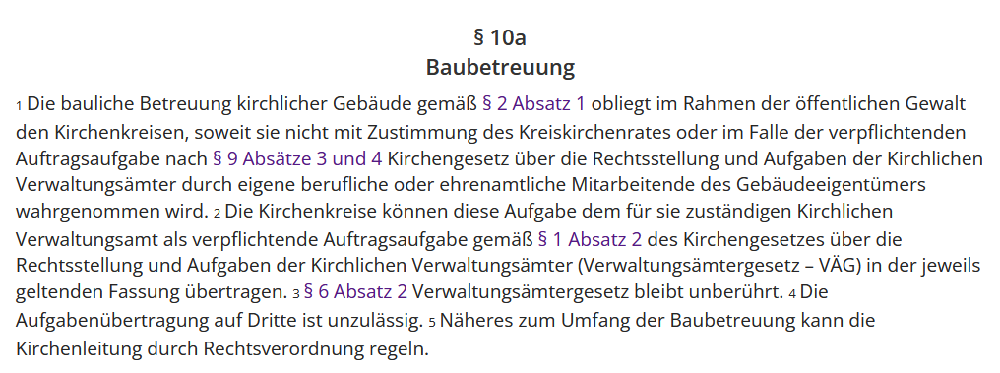 § 10a
Baubetreuung
1 Die bauliche Betreuung kirchlicher Gebäude gemäß § 2 Absatz 1 obliegt im Rahmen der öffentlichen Gewalt
den Kirchenkreisen, soweit sie nicht mit Zustimmung des Kreiskirchenrates oder im Falle der verpflichtenden
Auftragsaufgabe nach § 9 Absätze 3 und 4 Kirchengesetz über die Rechtsstellung und Aufgaben der Kirchlichen
Verwaltungsämter durch eigene berufliche oder ehrenamtliche Mitarbeitende des Gebäudeeigentümers
wahrgenommen wird. 2 Die Kirchenkreise können diese Aufgabe dem für sie zuständigen Kirchlichen
Verwaltungsamt als verpflichtende Auftragsaufgabe gemäß § 1 Absatz 2 des Kirchengesetzes über die
Rechtsstellung und Aufgaben der Kirchlichen Verwaltungsämter (Verwaltungsämtergesetz – VÄG) in der jeweils
geltenden Fassung übertragen. 3 § 6 Absatz 2 Verwaltungsämtergesetz bleibt unberührt. 4 Die
Aufgabenübertragung auf Dritte ist unzulässig. 5 Näheres zum Umfang der Baubetreuung kann die
Kirchenleitung durch Rechtsverordnung regeln.